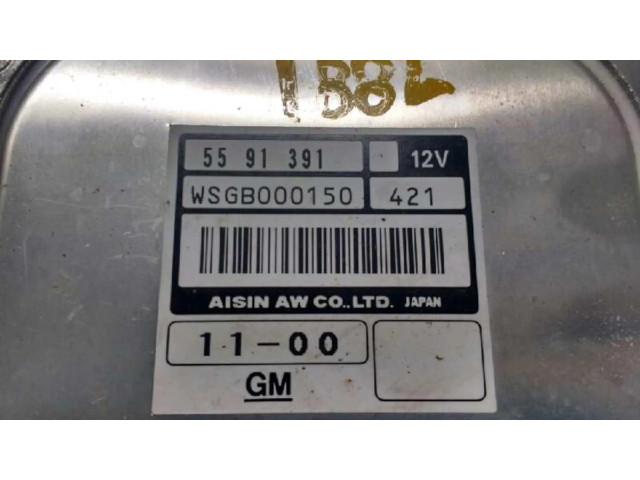 1B8L
55 91 391 12V
WSGB000150 421
AISIN AW CO.,LTD. JAPAN
11-00
GM